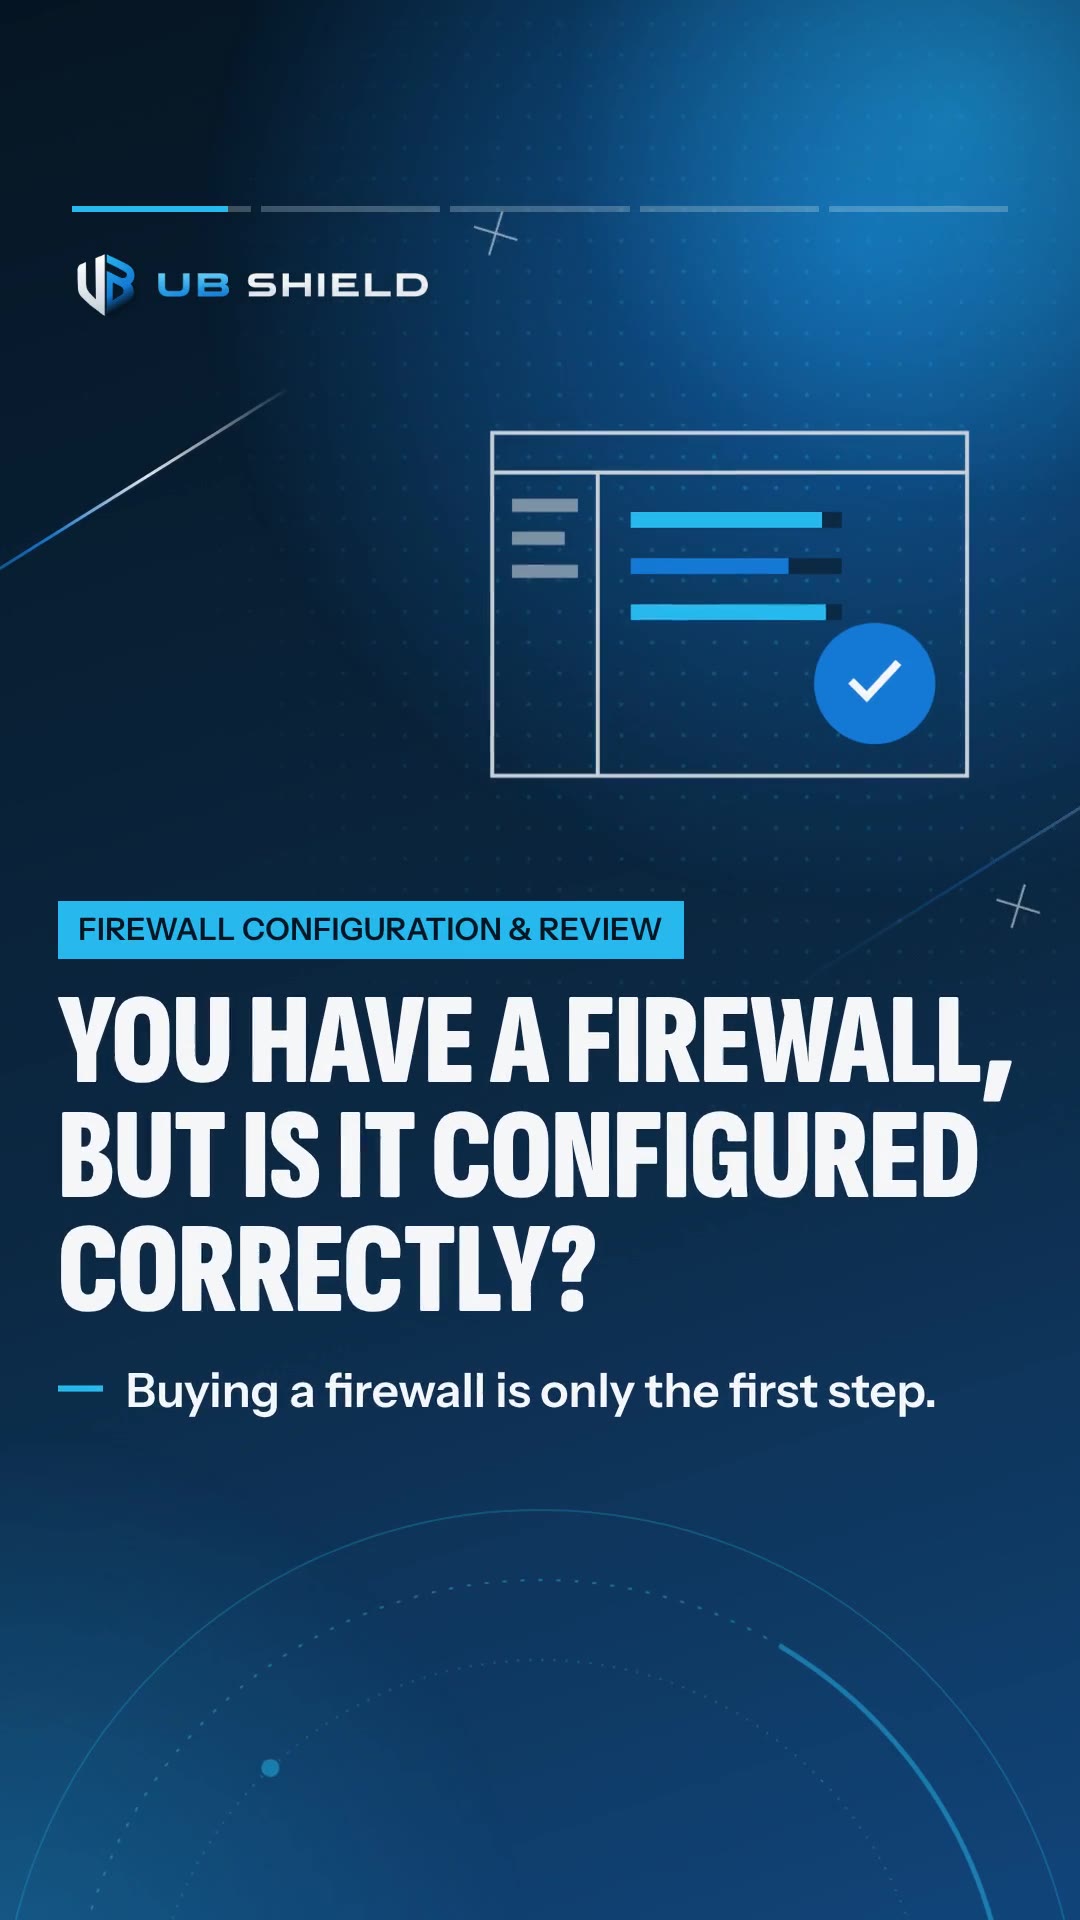 UB SHIELD
FIREWALL CONFIGURATION & REVIEW
YOU HAVE A FIREWALL,
BUT IS IT CONFIGURED
CORRECTLY?
Buying a firewall is only the first step.